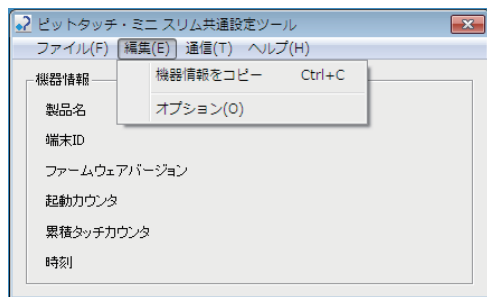 ピットタッチ・ミニ スリム共通設定ツール
ファイル(F) 編集(E) 通信(T) ヘルプ(H)
機器情報をコピー Ctrl+C
オプション(O)
機器情報
製品名
端末ID
ファームウェアバージョン
起動カウンタ
累積タッチカウンタ
時刻